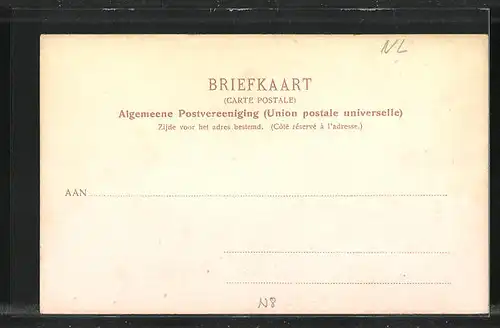 NL
BRIEFKAART
(CARTE POSTALE)
Algemeene Postvereeniging (Union postale universelle)
Zijde voor het adres bestemd. (Côté réservé à l'adresse.)
AAN
N8